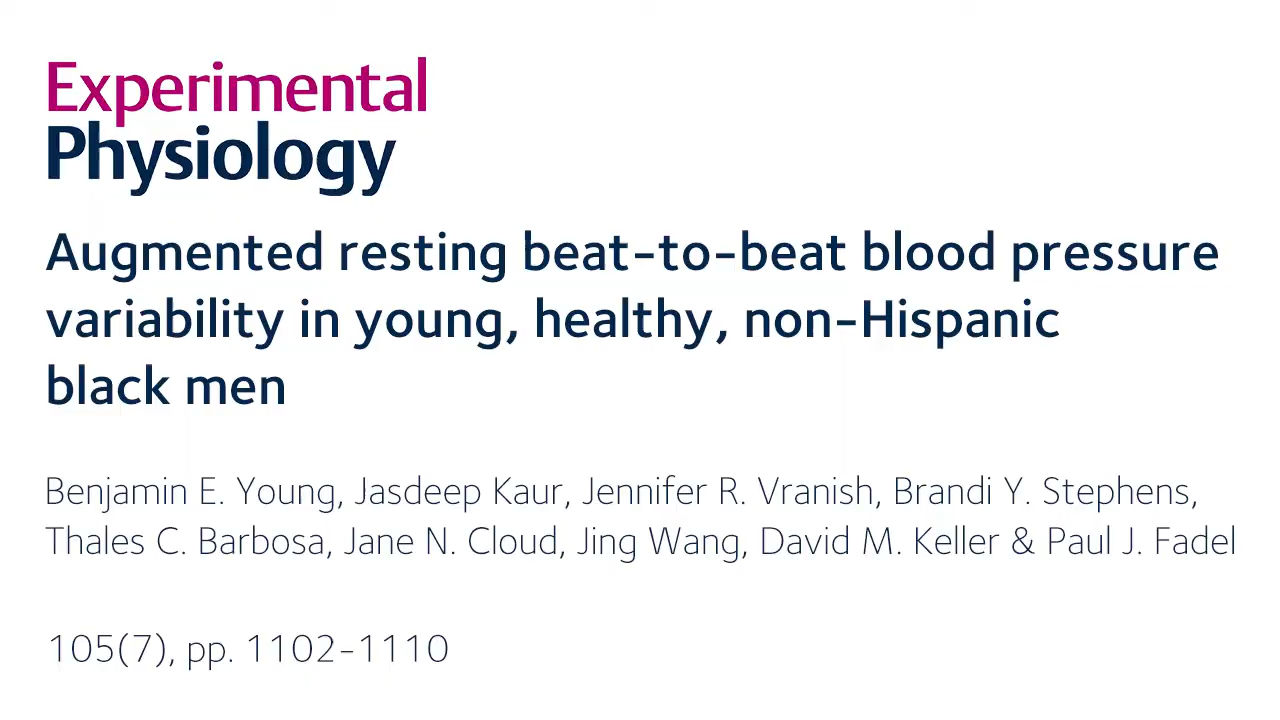 Experimental
Physiology
Augmented resting beat-to-beat blood pressure
variability in young, healthy, non-Hispanic
black men
Benjamin E. Young, Jasdeep Kaur, Jennifer R. Vranish, Brandi Y. Stephens,
Thales C. Barbosa, Jane N. Cloud, Jing Wang, David M. Keller & Paul J. Fadel
105(7), pp. 1102-1110